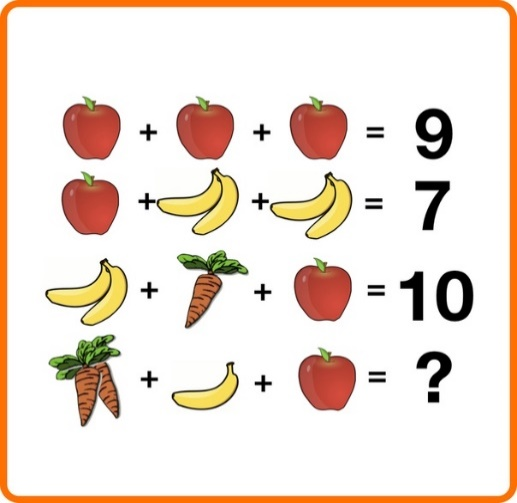 + + = 9
+ + = 7
+ + = 10
+ + = ?